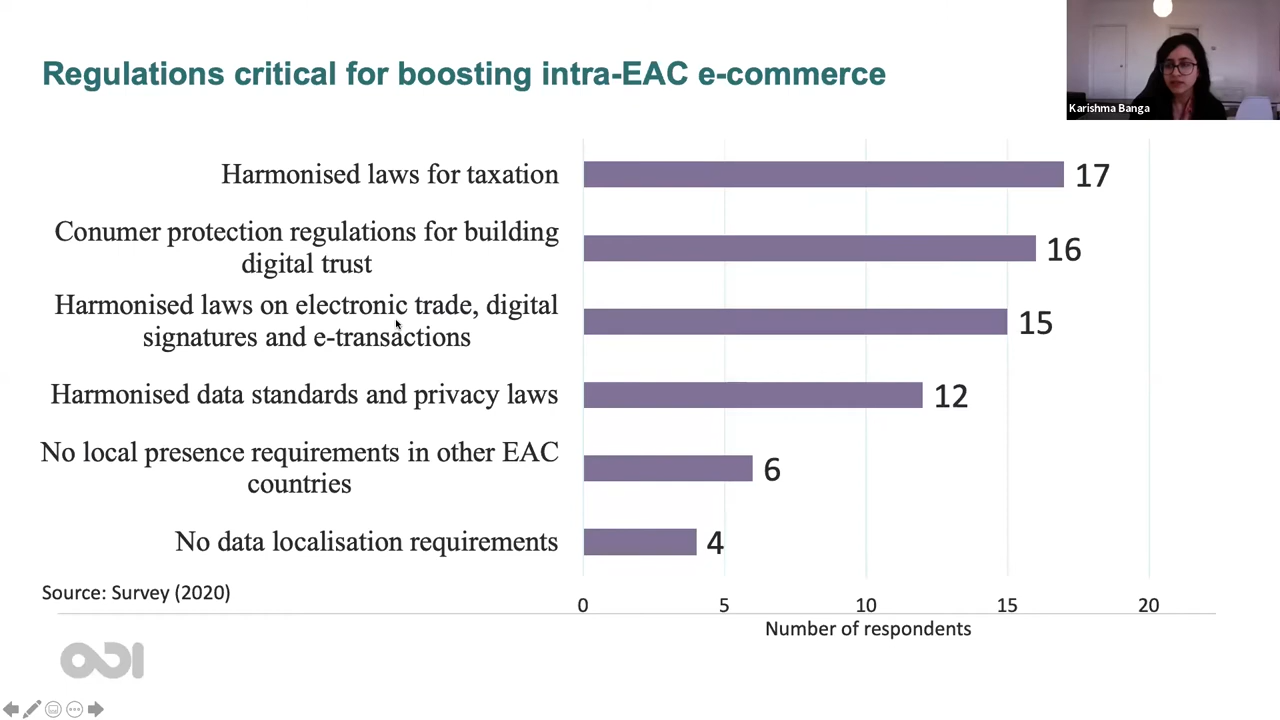 Regulations critical for boosting intra-EAC e-commerce
Karishma Banga
Harmonised laws for taxation
17
Conumer protection regulations for building
digital trust
16
Harmonised laws on electronic trade, digital
signatures and e-transactions
15
Harmonised data standards and privacy laws
12
No local presence requirements in other EAC
countries
6
No data localisation requirements
4
Source: Survey (2020)
0 5 10 15 20
Number of respondents
ODI